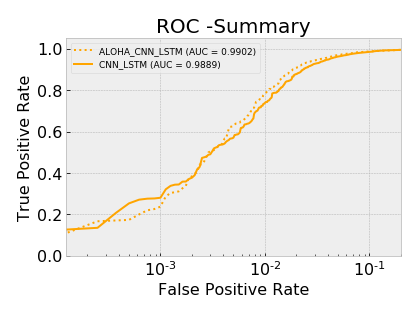 ROC -Summary
ALOHA_CNN_LSTM (AUC = 0.9902)
CNN_LSTM (AUC = 0.9889)
True Positive Rate
1.0
0.8
0.6
0.4
0.2
0.0
10⁻³
10⁻²
10⁻¹
False Positive Rate